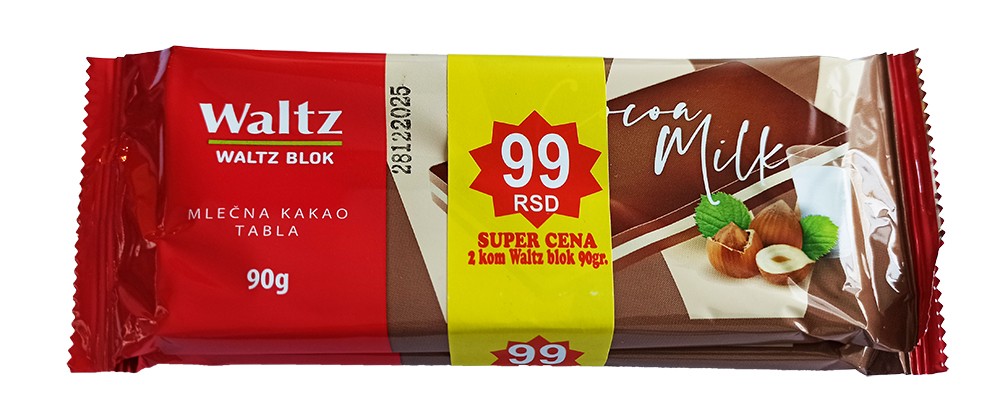 Waltz
WALTZ BLOK
MLEČNA KAKAO
TABLA
90g
28122025
99
RSD
SUPER CENA
2 kom Waltz blok 90gr.
99
Milk